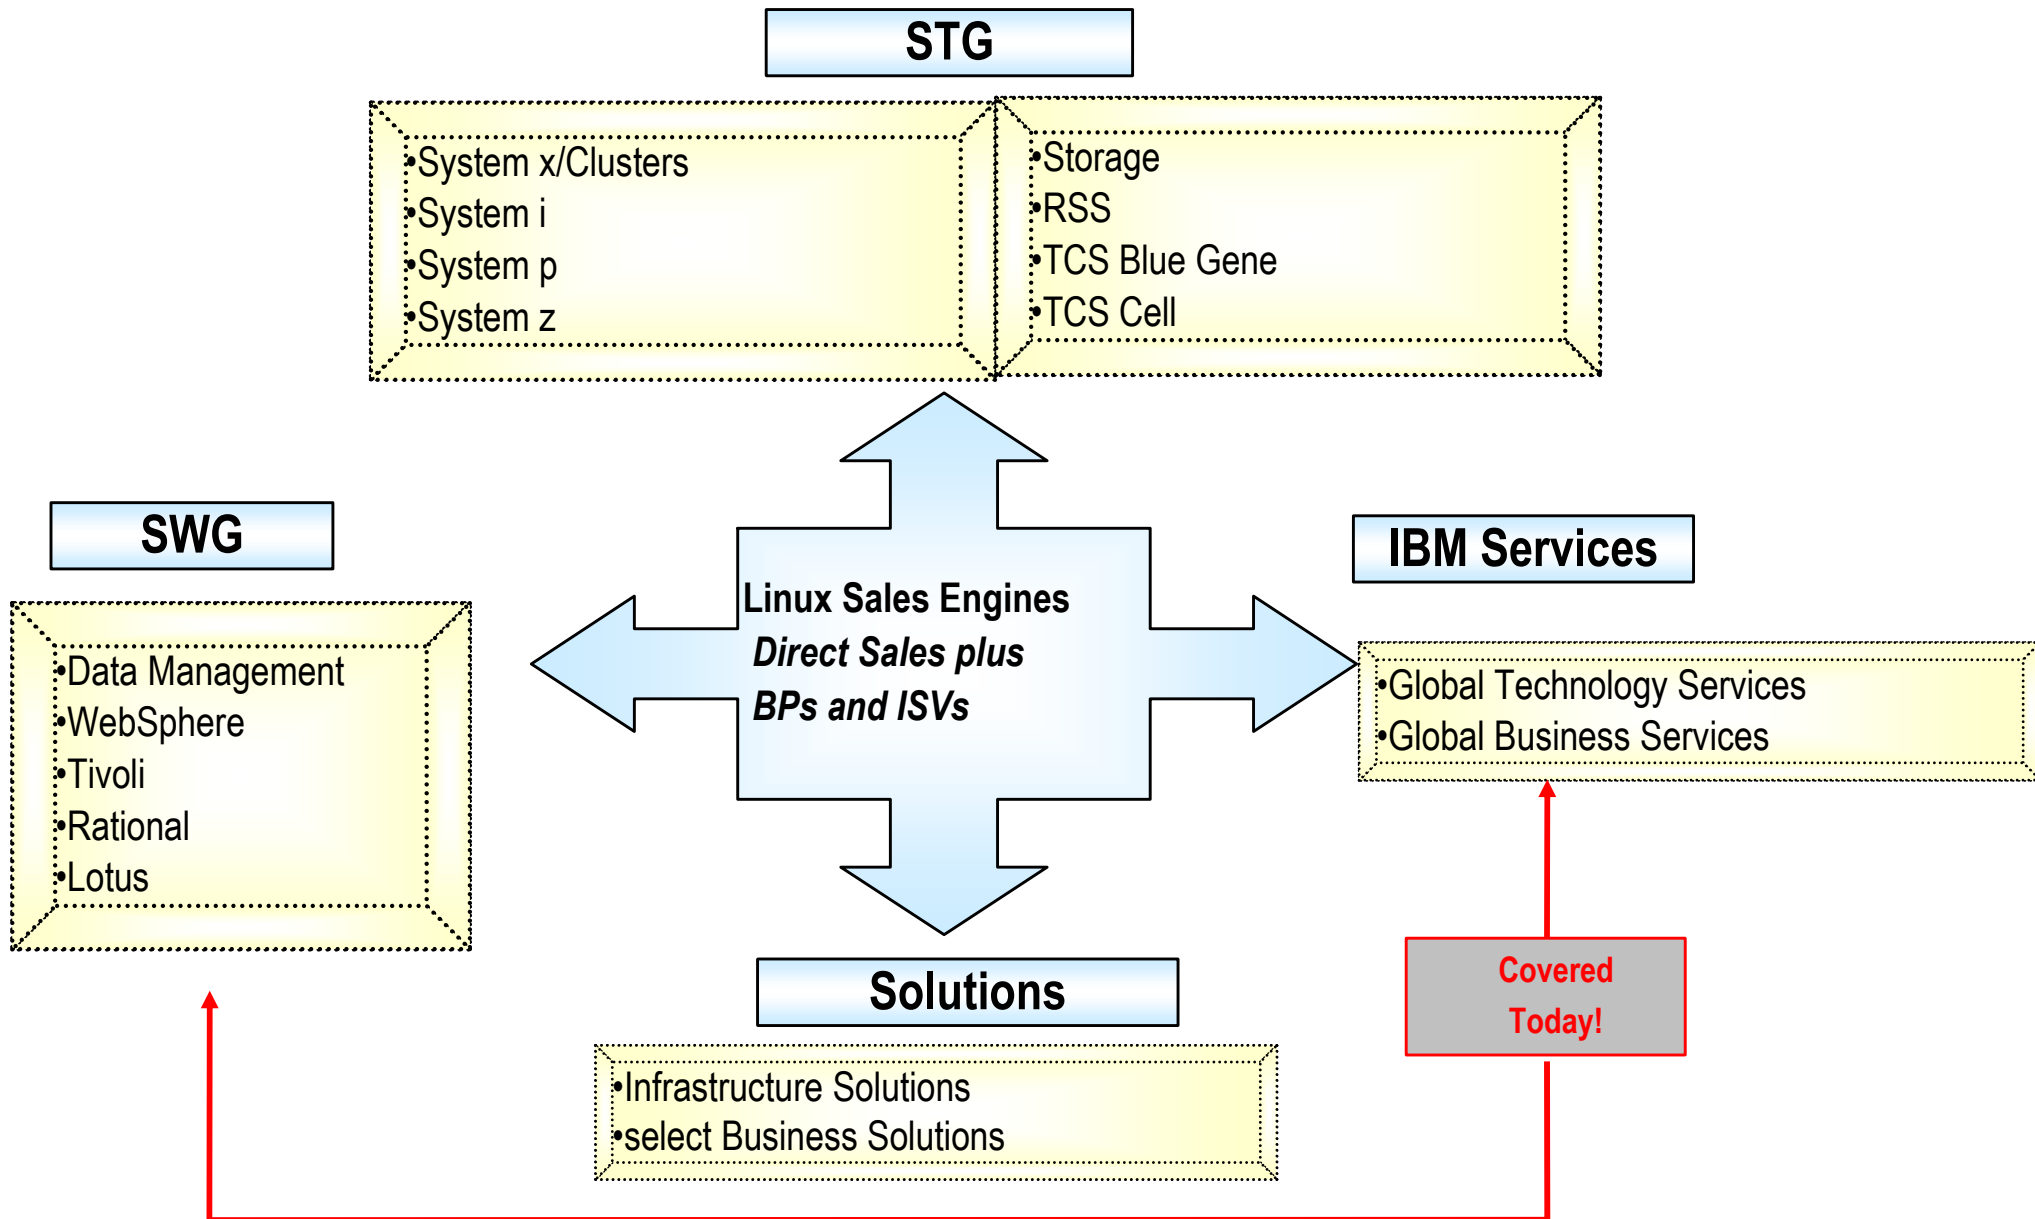 STG
•System x/Clusters
•System i
•System p
•System z
•Storage
•RSS
•TCS Blue Gene
•TCS Cell
SWG
•Data Management
•WebSphere
•Tivoli
•Rational
•Lotus
Linux Sales Engines
Direct Sales plus
BPs and ISVs
IBM Services
•Global Technology Services
•Global Business Services
Solutions
•Infrastructure Solutions
•select Business Solutions
Covered
Today!